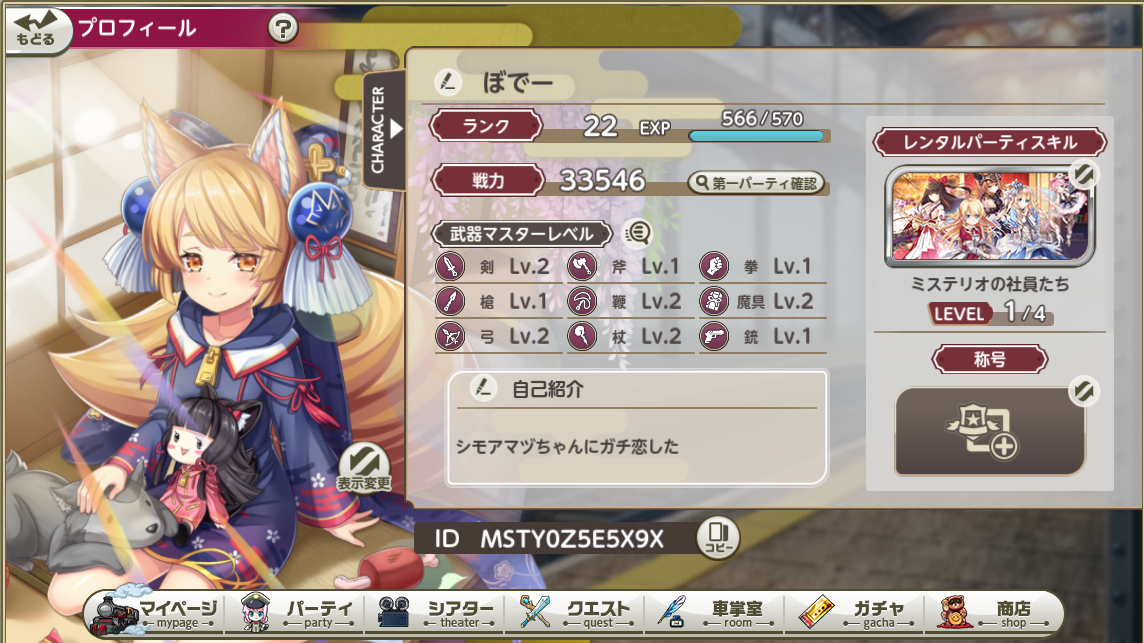 もどる
プロフィール
?
CHARACTER
ぼでー
ランク 22 EXP 566/570
戦力 33546 第一パーティ確認
武器マスターレベル
剣 Lv.2 斧 Lv.1 拳 Lv.1
槍 Lv.1 鞭 Lv.2 魔具 Lv.2
弓 Lv.2 杖 Lv.2 銃 Lv.1
自己紹介
シモアマヅちゃんにガチ恋した
レンタルパーティスキル
ミステリオの社員たち
LEVEL 1/4
称号
表示変更
ID MSTY0Z5E5X9X
コピー
マイページ パーティ シアター クエスト 車掌室 ガチャ 商店
mypage party theater quest room gacha shop